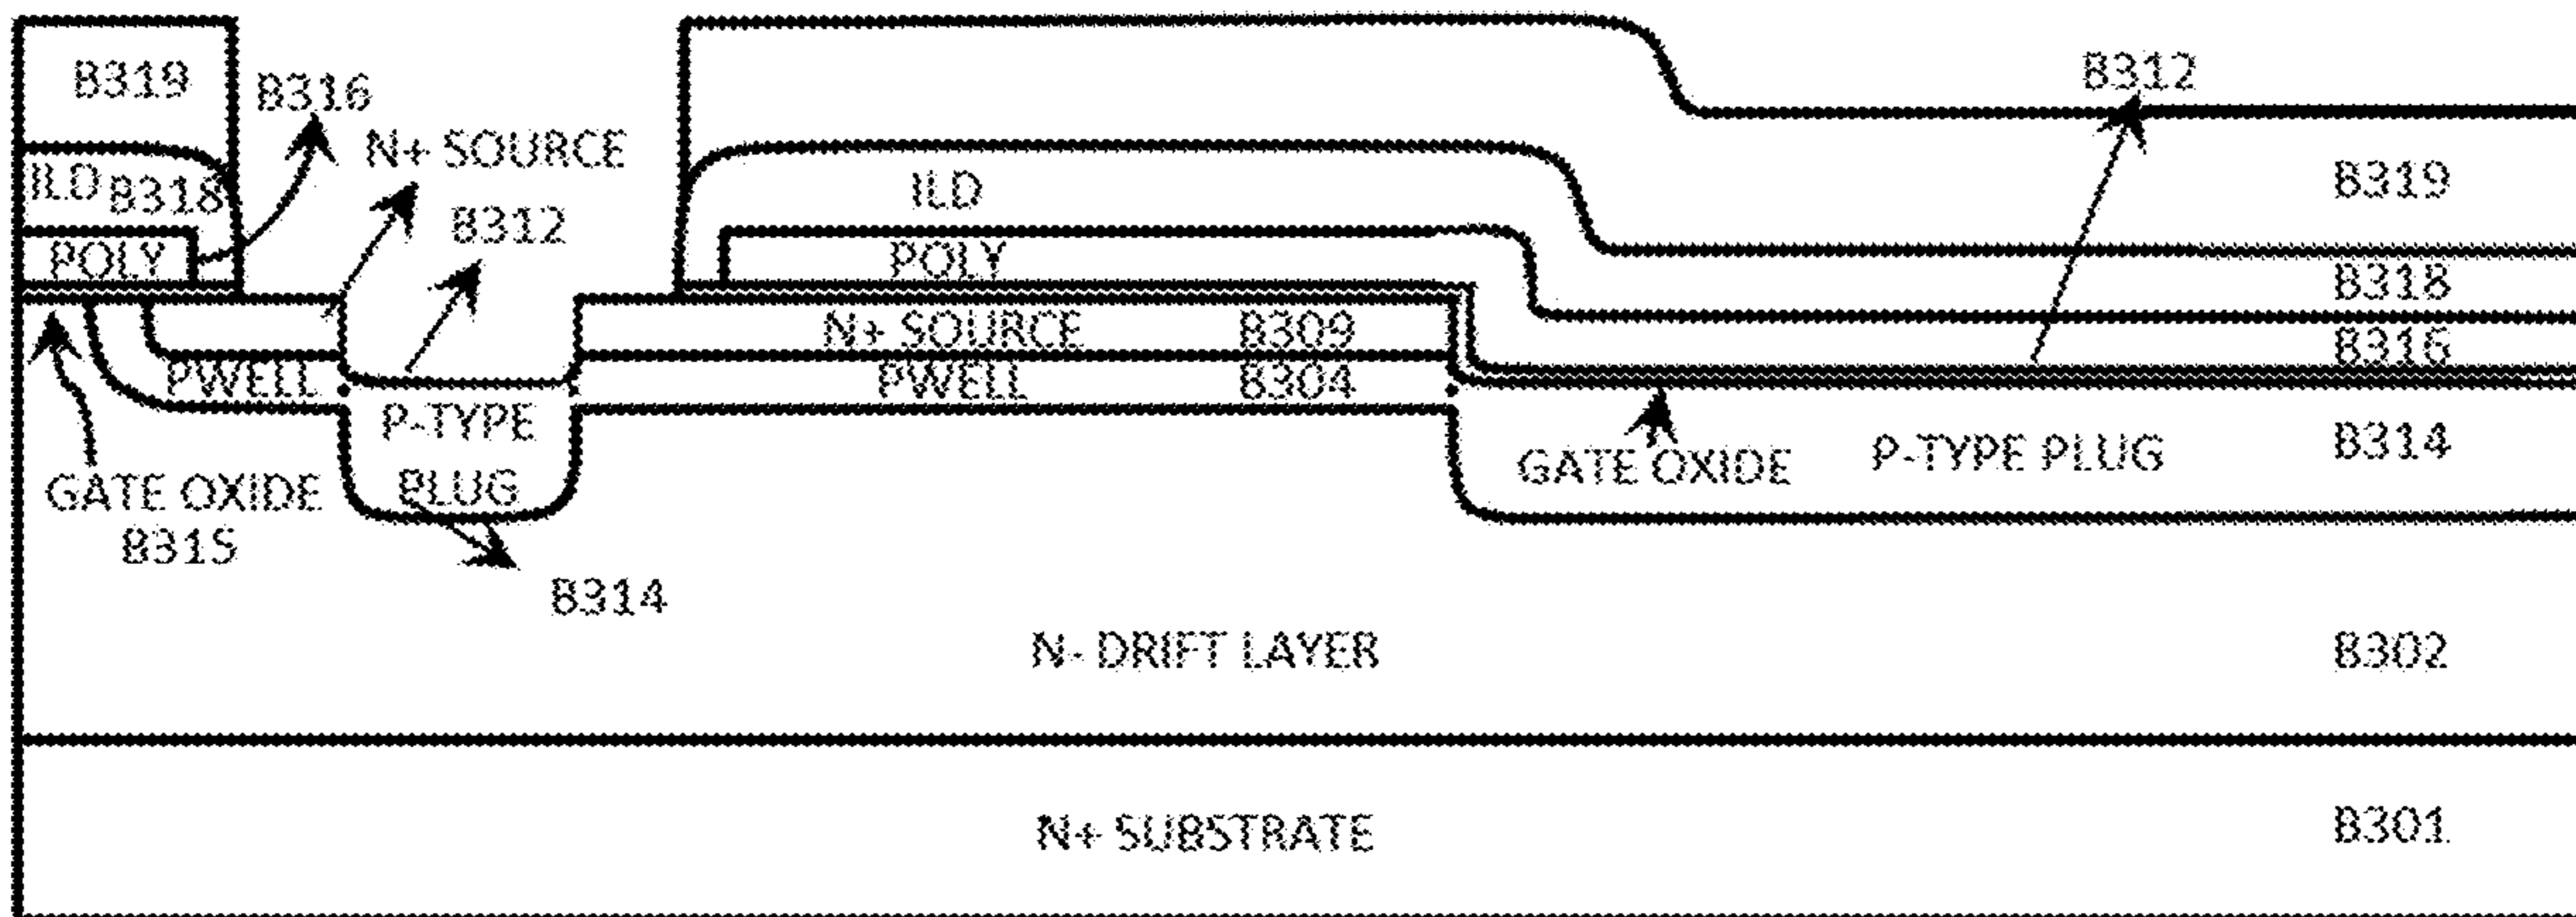 B319
B316
N+ SOURCE
B312
ILD B318
B312
ILD
B319
POLY
POLY
B318
N+ SOURCE B309
B316
PWELL
PWELL B304
P-TYPE
PLUG
GATE OXIDE
B315
GATE OXIDE
P-TYPE PLUG
B314
B314
N- DRIFT LAYER
B302
N+ SUBSTRATE
B301